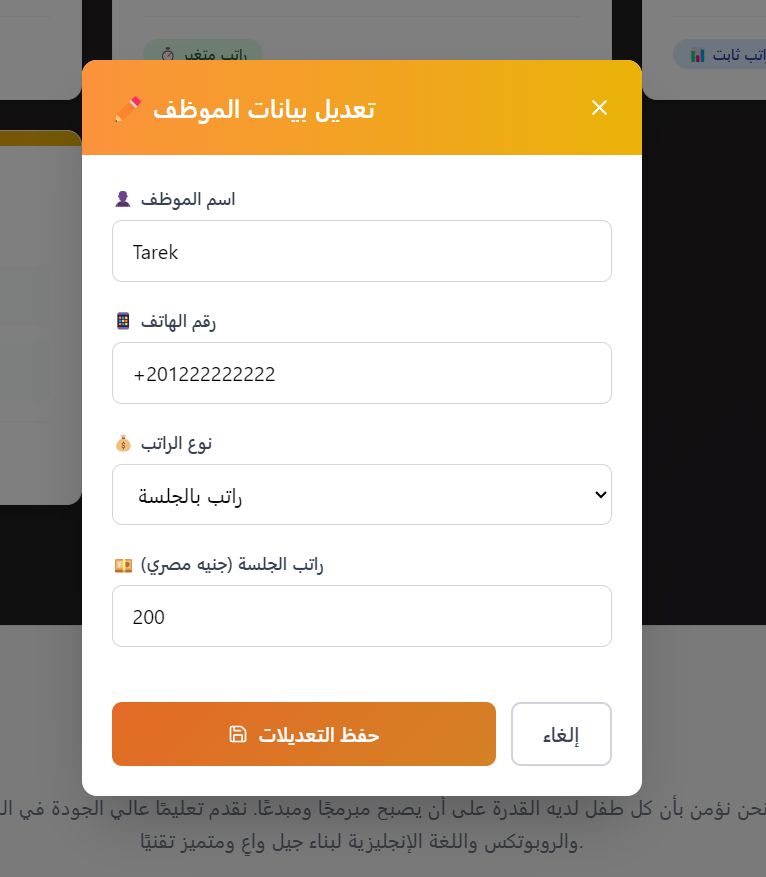 راتب متغير
راتب ثابت
تعديل بيانات الموظف
اسم الموظف
Tarek
رقم الهاتف
+201222222222
نوع الراتب
راتب بالجلسة
راتب الجلسة (جنيه مصري)
200
حفظ التعديلات
إلغاء
نحن نؤمن بأن كل طفل لديه القدرة على أن يصبح مبرمجًا ومبدعًا. نقدم تعليمًا عالي الجودة في
والروبوتكس واللغة الإنجليزية لبناء جيل واعٍ ومتميز تقنيًا.